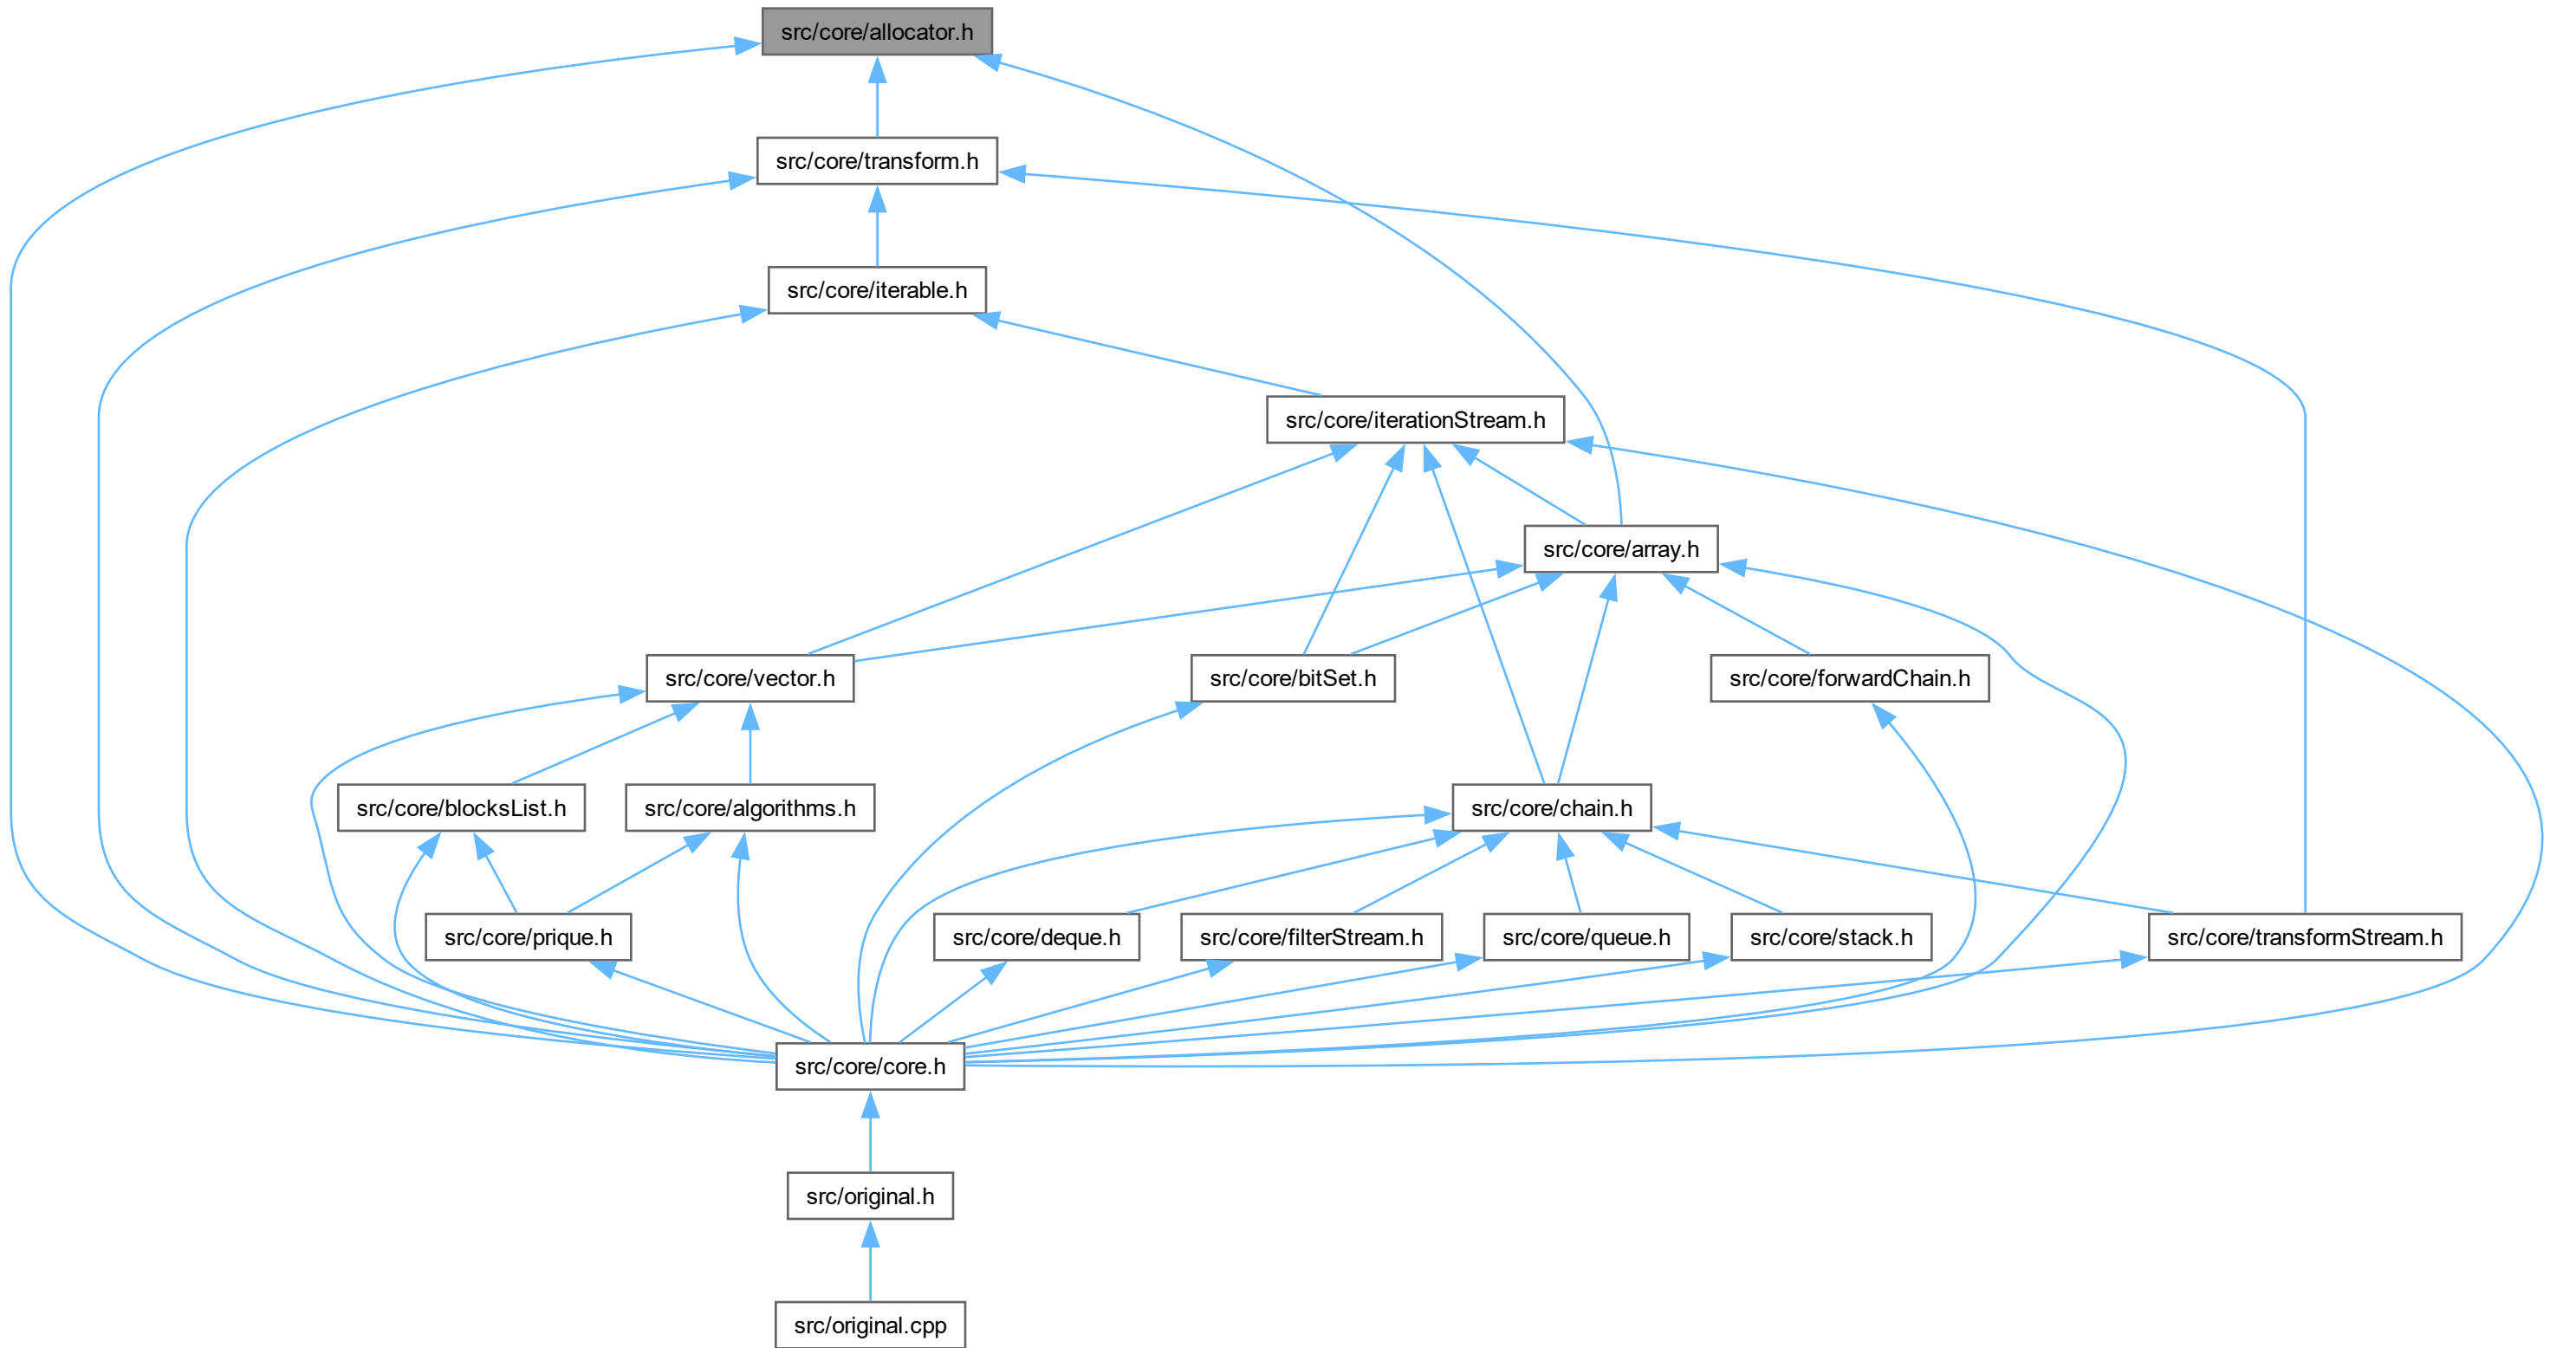 src/core/allocator.h
src/core/transform.h
src/core/iterable.h
src/core/iterationStream.h
src/core/array.h
src/core/vector.h
src/core/bitSet.h
src/core/forwardChain.h
src/core/blocksList.h
src/core/algorithms.h
src/core/chain.h
src/core/prique.h
src/core/deque.h
src/core/filterStream.h
src/core/queue.h
src/core/stack.h
src/core/transformStream.h
src/core/core.h
src/original.h
src/original.cpp